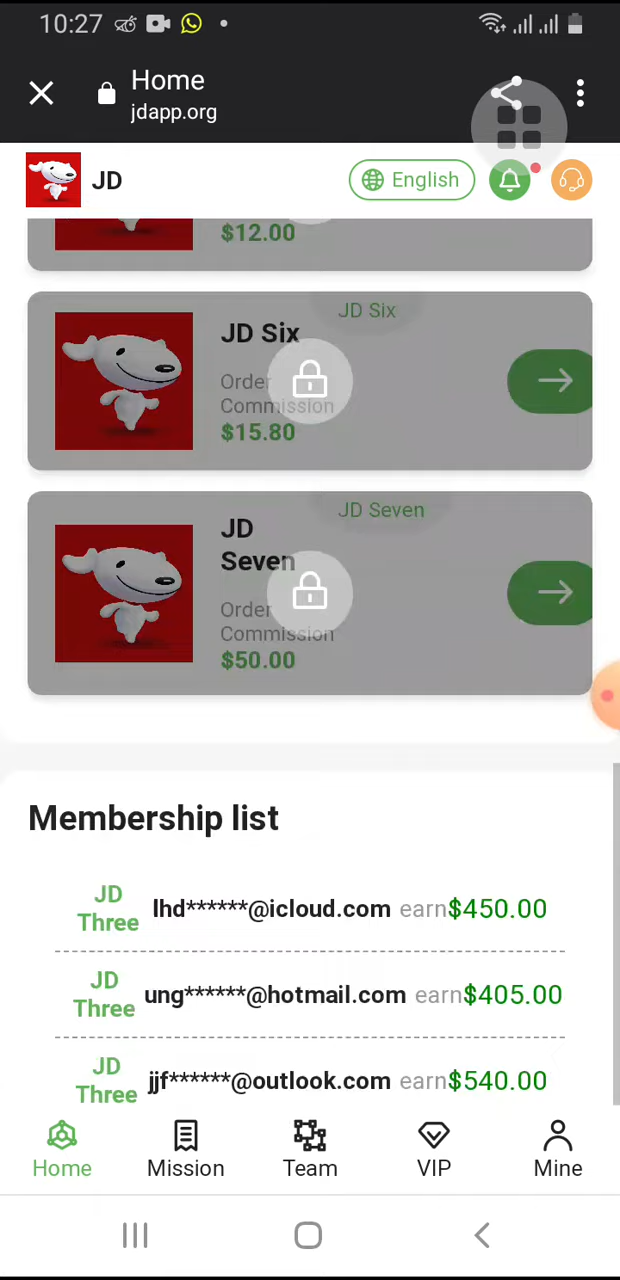 10:27
Home
jdapp.org
JD
English
$12.00
JD Six
JD Six
Order
Commission
$15.80
JD Seven
JD
Seven
Order
Commission
$50.00
Membership list
JD
Three
lhd******@icloud.com earn$450.00
JD
Three
ung******@hotmail.com earn$405.00
JD
Three
jjf******@outlook.com earn$540.00
Home
Mission
Team
VIP
Mine